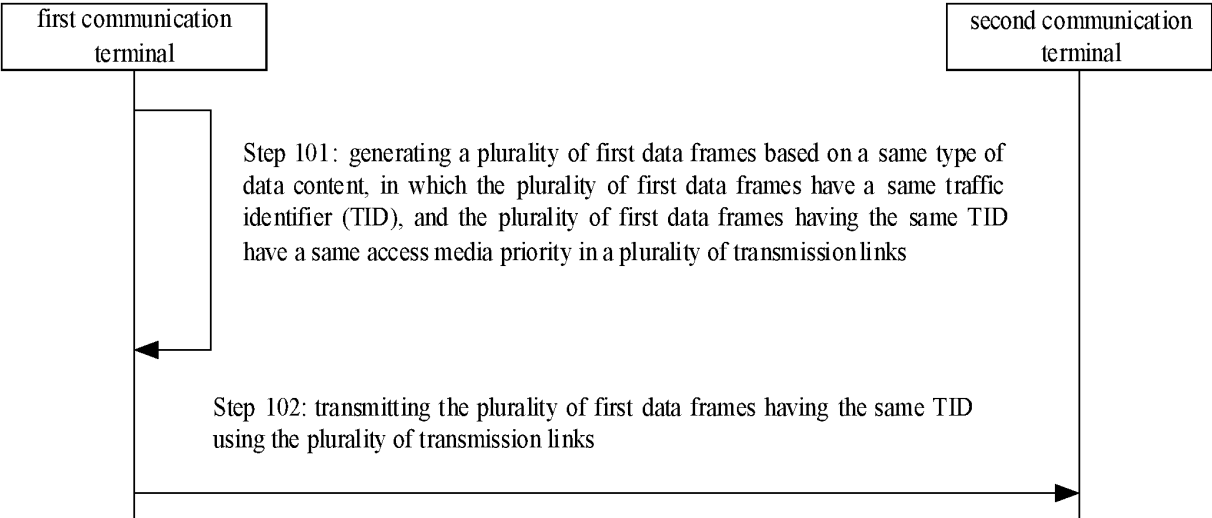 first communication
terminal
second communication
terminal
Step 101: generating a plurality of first data frames based on a same type of
data content, in which the plurality of first data frames have a same traffic
identifier (TID), and the plurality of first data frames having the same TID
have a same access media priority in a plurality of transmission links
Step 102: transmitting the plurality of first data frames having the same TID
using the plurality of transmission links